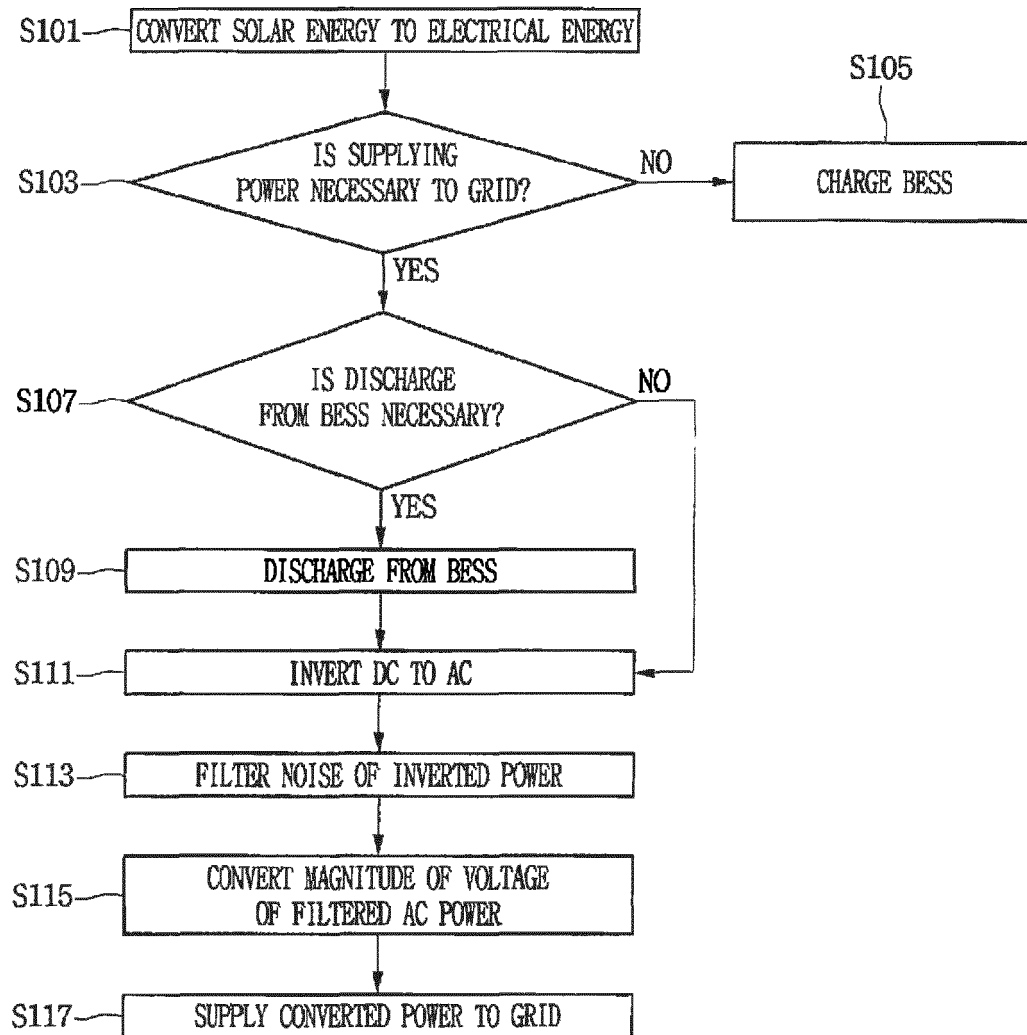 S101
CONVERT SOLAR ENERGY TO ELECTRICAL ENERGY
S105
S103
IS SUPPLYING
POWER NECESSARY TO GRID?
NO
CHARGE BESS
YES
S107
IS DISCHARGE
FROM BESS NECESSARY?
NO
YES
S109
DISCHARGE FROM BESS
S111
INVERT DC TO AC
S113
FILTER NOISE OF INVERTED POWER
S115
CONVERT MAGNITUDE OF VOLTAGE
OF FILTERED AC POWER
S117
SUPPLY CONVERTED POWER TO GRID